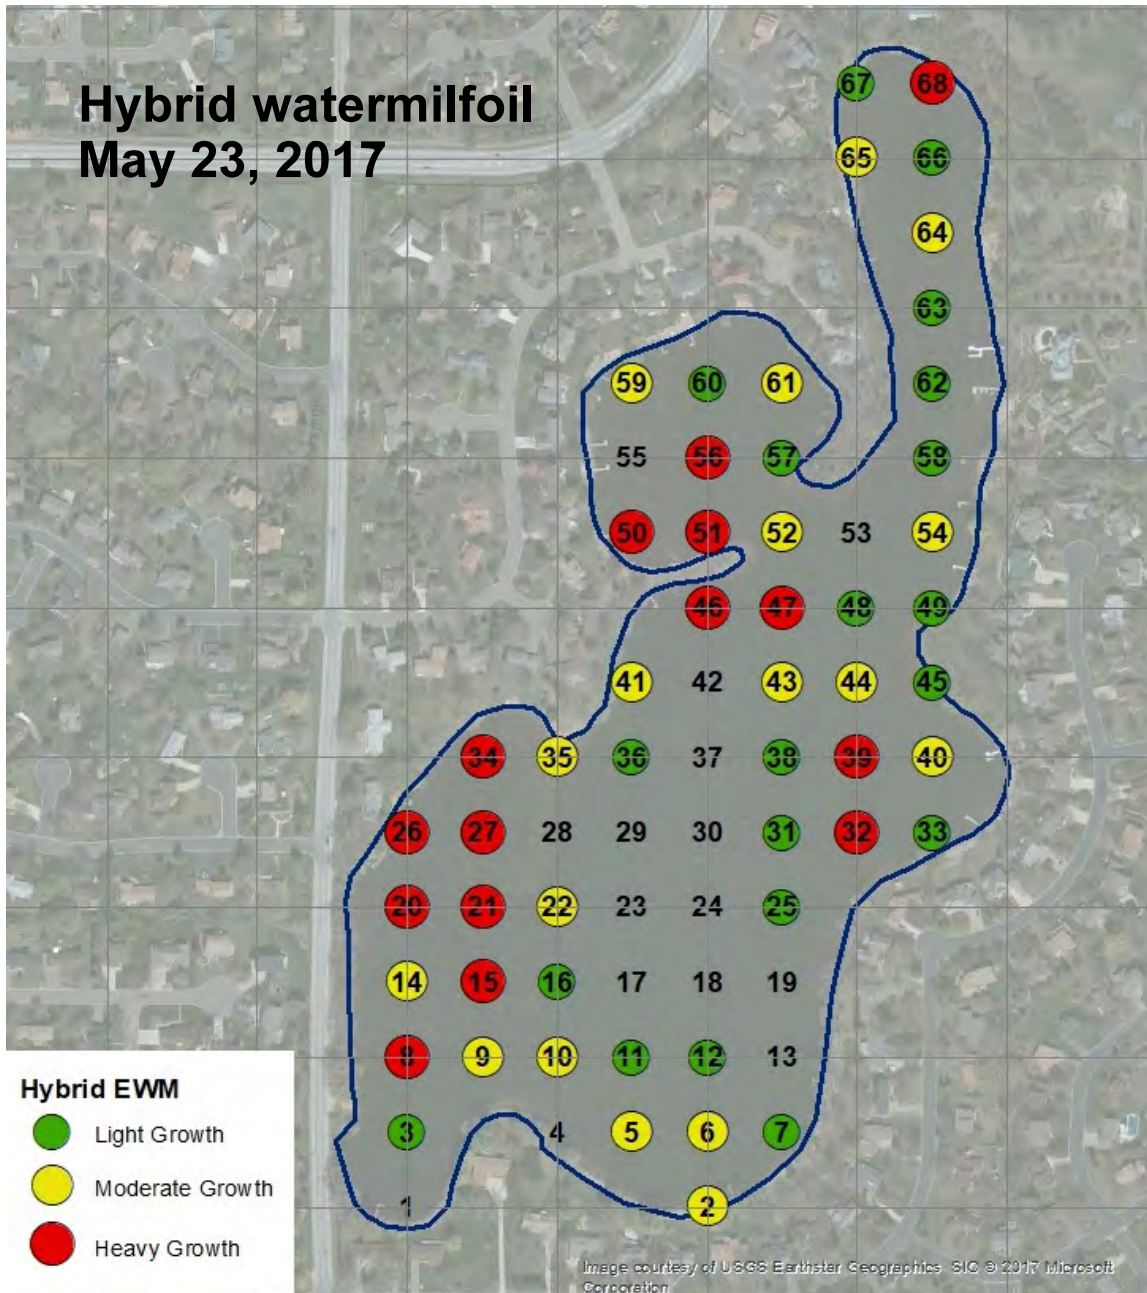 Hybrid watermilfoil
May 23, 2017
67 68
65 66
64
63
59 60 61 62
55 56 57 58
50 51 52 53 54
46 47 48 49
41 42 43 44 45
34 35 36 37 38 39 40
26 27 28 29 30 31 32 33
20 21 22 23 24 25
14 15 16 17 18 19
8 9 10 11 12 13
3 4 5 6 7
1 2
Hybrid EWM
Light Growth
Moderate Growth
Heavy Growth
Image courtesy of USGS Earthstar Geographics SIO © 2017 Microsoft
Corporation